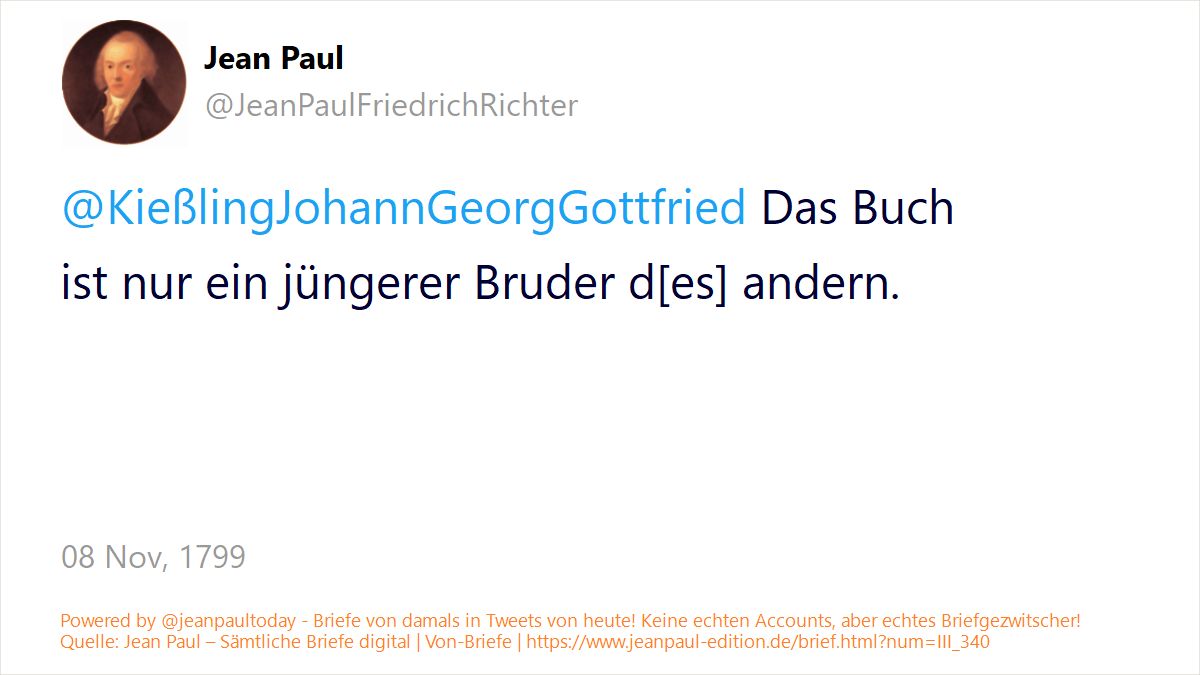 Jean Paul
@JeanPaulFriedrichRichter
@KießlingJohannGeorgGottfried Das Buch
ist nur ein jüngerer Bruder d[es] andern.
08 Nov, 1799
Powered by @jeanpaultoday - Briefe von damals in Tweets von heute! Keine echten Accounts, aber echtes Briefgezwitscher!
Quelle: Jean Paul – Sämtliche Briefe digital | Von-Briefe | https://www.jeanpaul-edition.de/brief.html?num=III_340